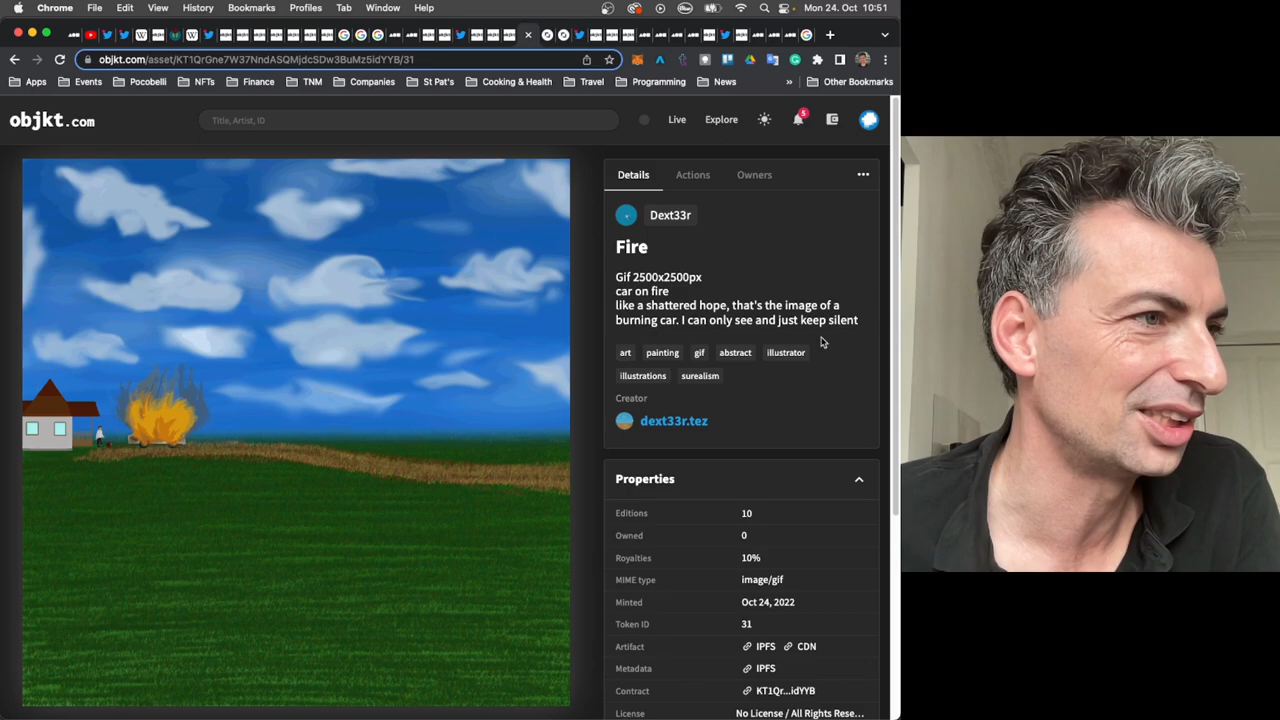 Chrome File Edit View History Bookmarks Profiles Tab Window Help Mon 24. Oct 10:51
objkt.com/asset/KT1QrGne7W37NndASQMjdcSDw3BuMz5idYYB/31
Apps Events Pocobelli NFTs Finance TNM Companies St Pat's Cooking & Health Travel Programming News » Other Bookmarks
objkt.com Title, Artist, ID Live Explore 5
Details Actions Owners
Dext33r
Fire
Gif 2500x2500px
car on fire
like a shattered hope, that's the image of a
burning car. I can only see and just keep silent
art painting gif abstract illustrator
illustrations surealism
Creator
dext33r.tez
Properties
Editions 10
Owned 0
Royalties 10%
MIME type image/gif
Minted Oct 24, 2022
Token ID 31
Artifact IPFS CDN
Metadata IPFS
Contract KT1Qr...idYYB
License No License / All Rights Rese...